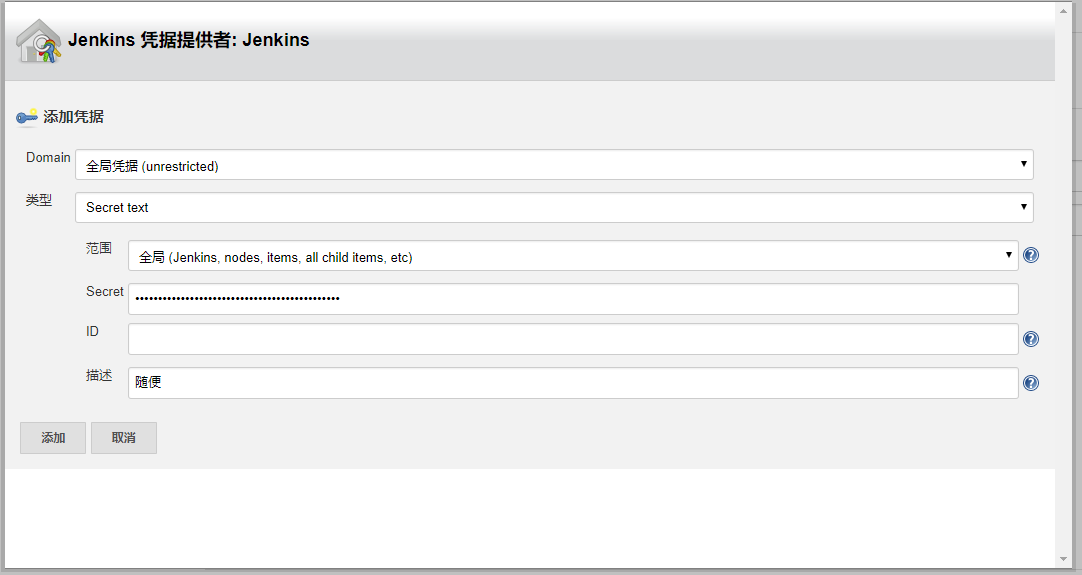 Jenkins 凭据提供者: Jenkins
添加凭据
Domain 全局凭据 (unrestricted)
类型 Secret text
范围 全局 (Jenkins, nodes, items, all child items, etc)
Secret •••••••••••••••••••••••••••••••••••••••••••••
ID
描述 随便
添加 取消